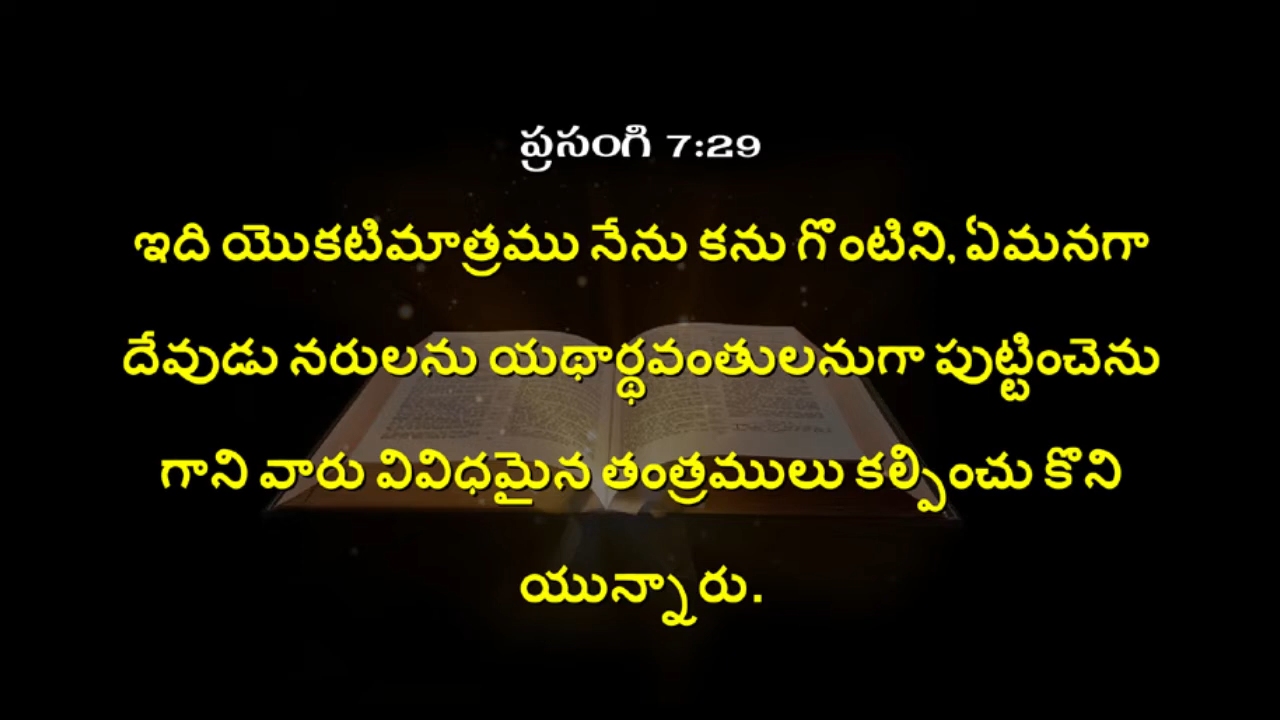 ప్రసంగి 7:29
ఇది యొకటిమాత్రము నేను కను గొంటిని, ఏమనగా
దేవుడు నరులను యథార్థవంతులనుగా పుట్టించెను
గాని వారు వివిధమైన తంత్రములు కల్పించు కొని
యున్నారు.